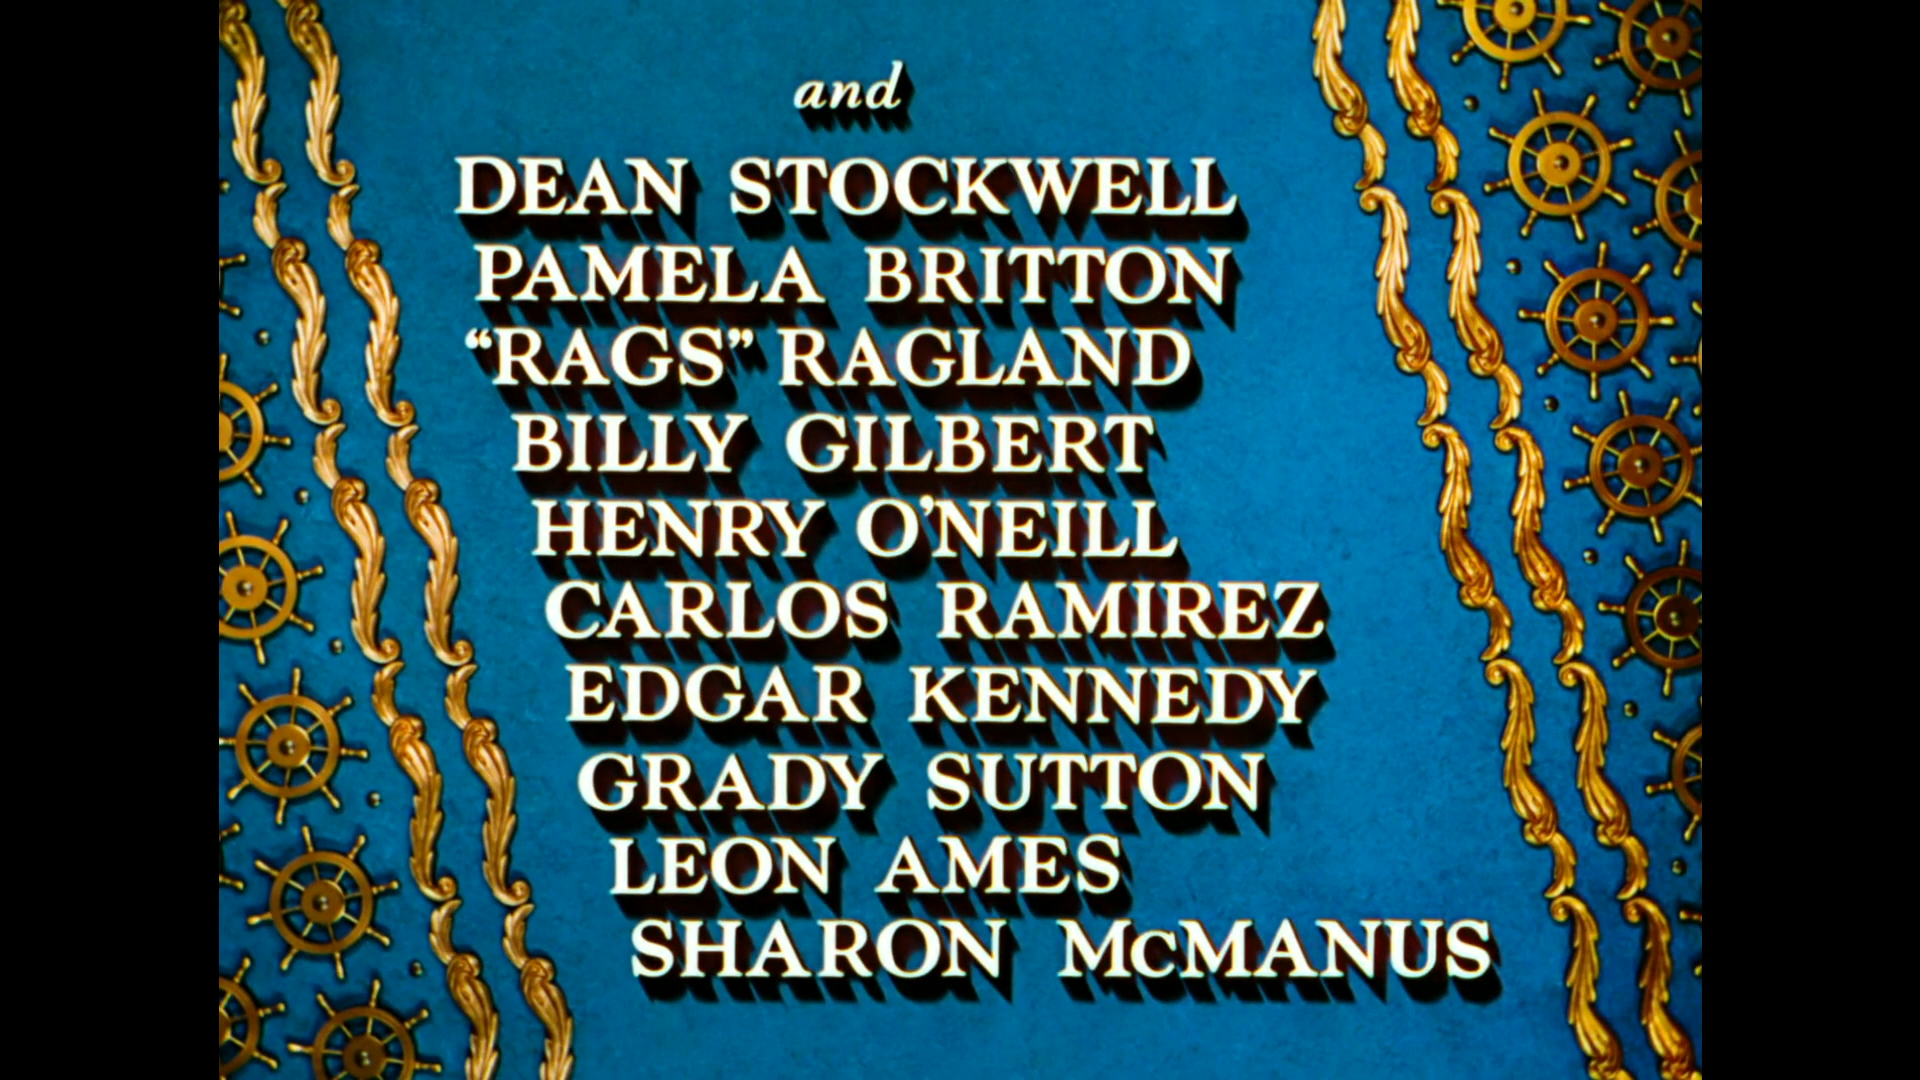 and
DEAN STOCKWELL
PAMELA BRITTON
“RAGS” RAGLAND
BILLY GILBERT
HENRY O’NEILL
CARLOS RAMIREZ
EDGAR KENNEDY
GRADY SUTTON
LEON AMES
SHARON McMANUS